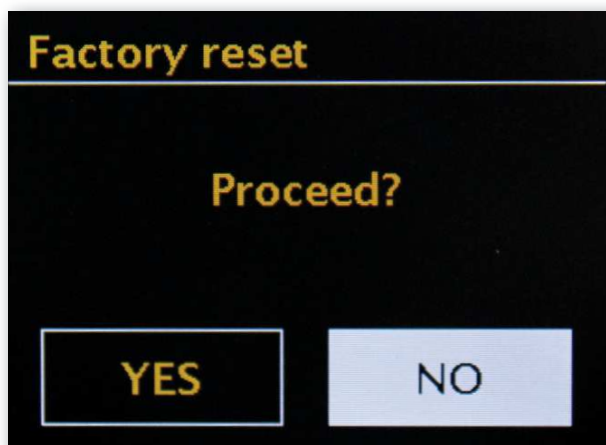 Factory reset
Proceed?
YES
NO